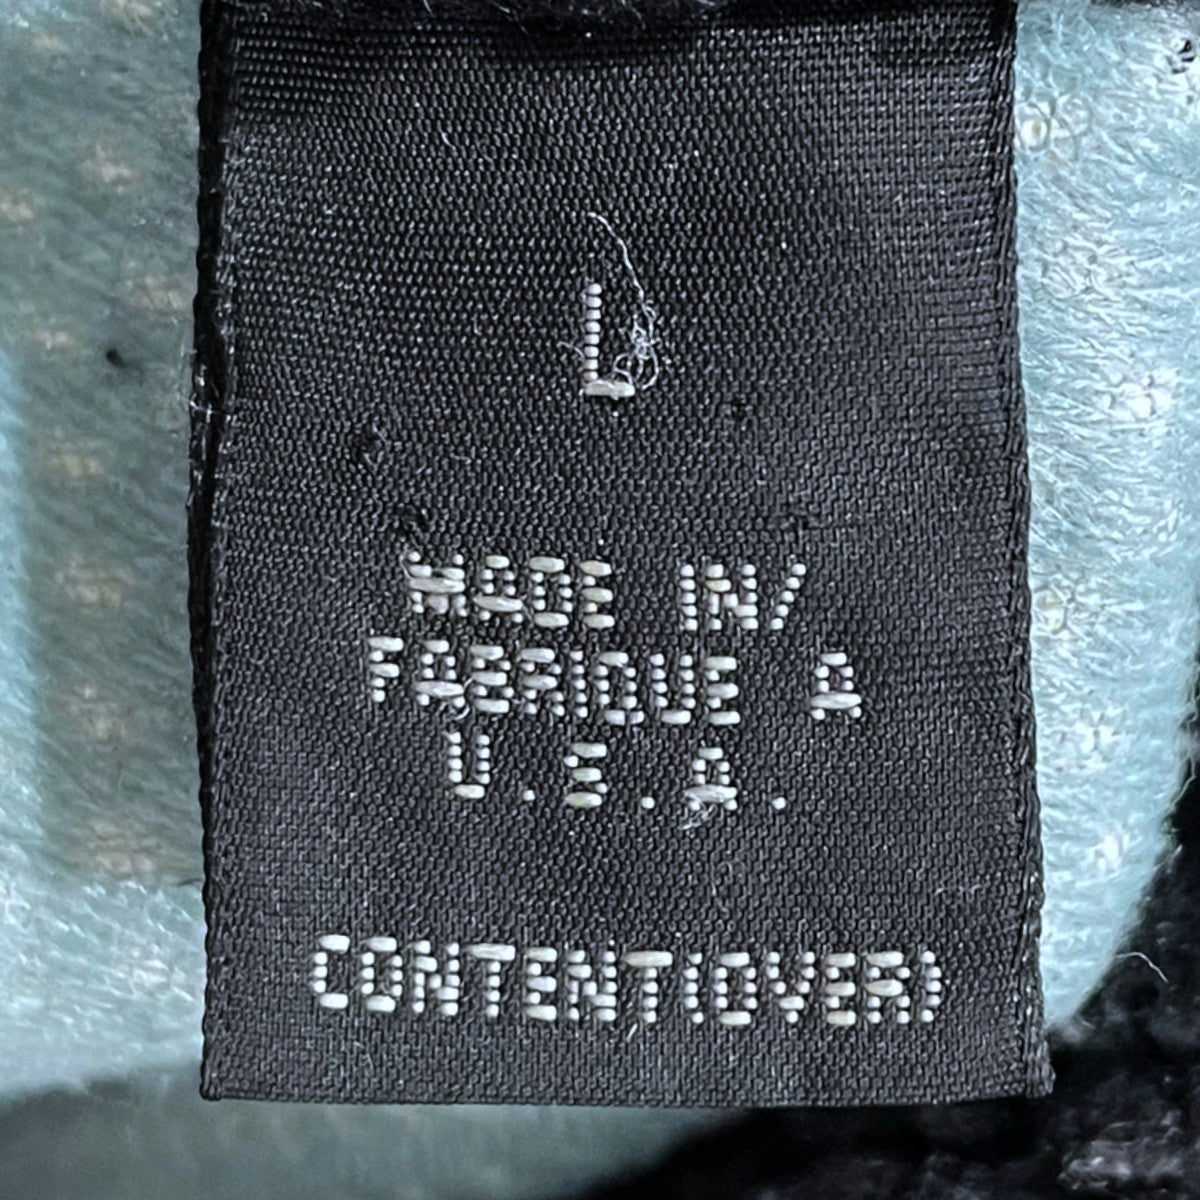 L
MADE IN/
FABRIQUE A
U.S.A.
CONTENT(OVER)